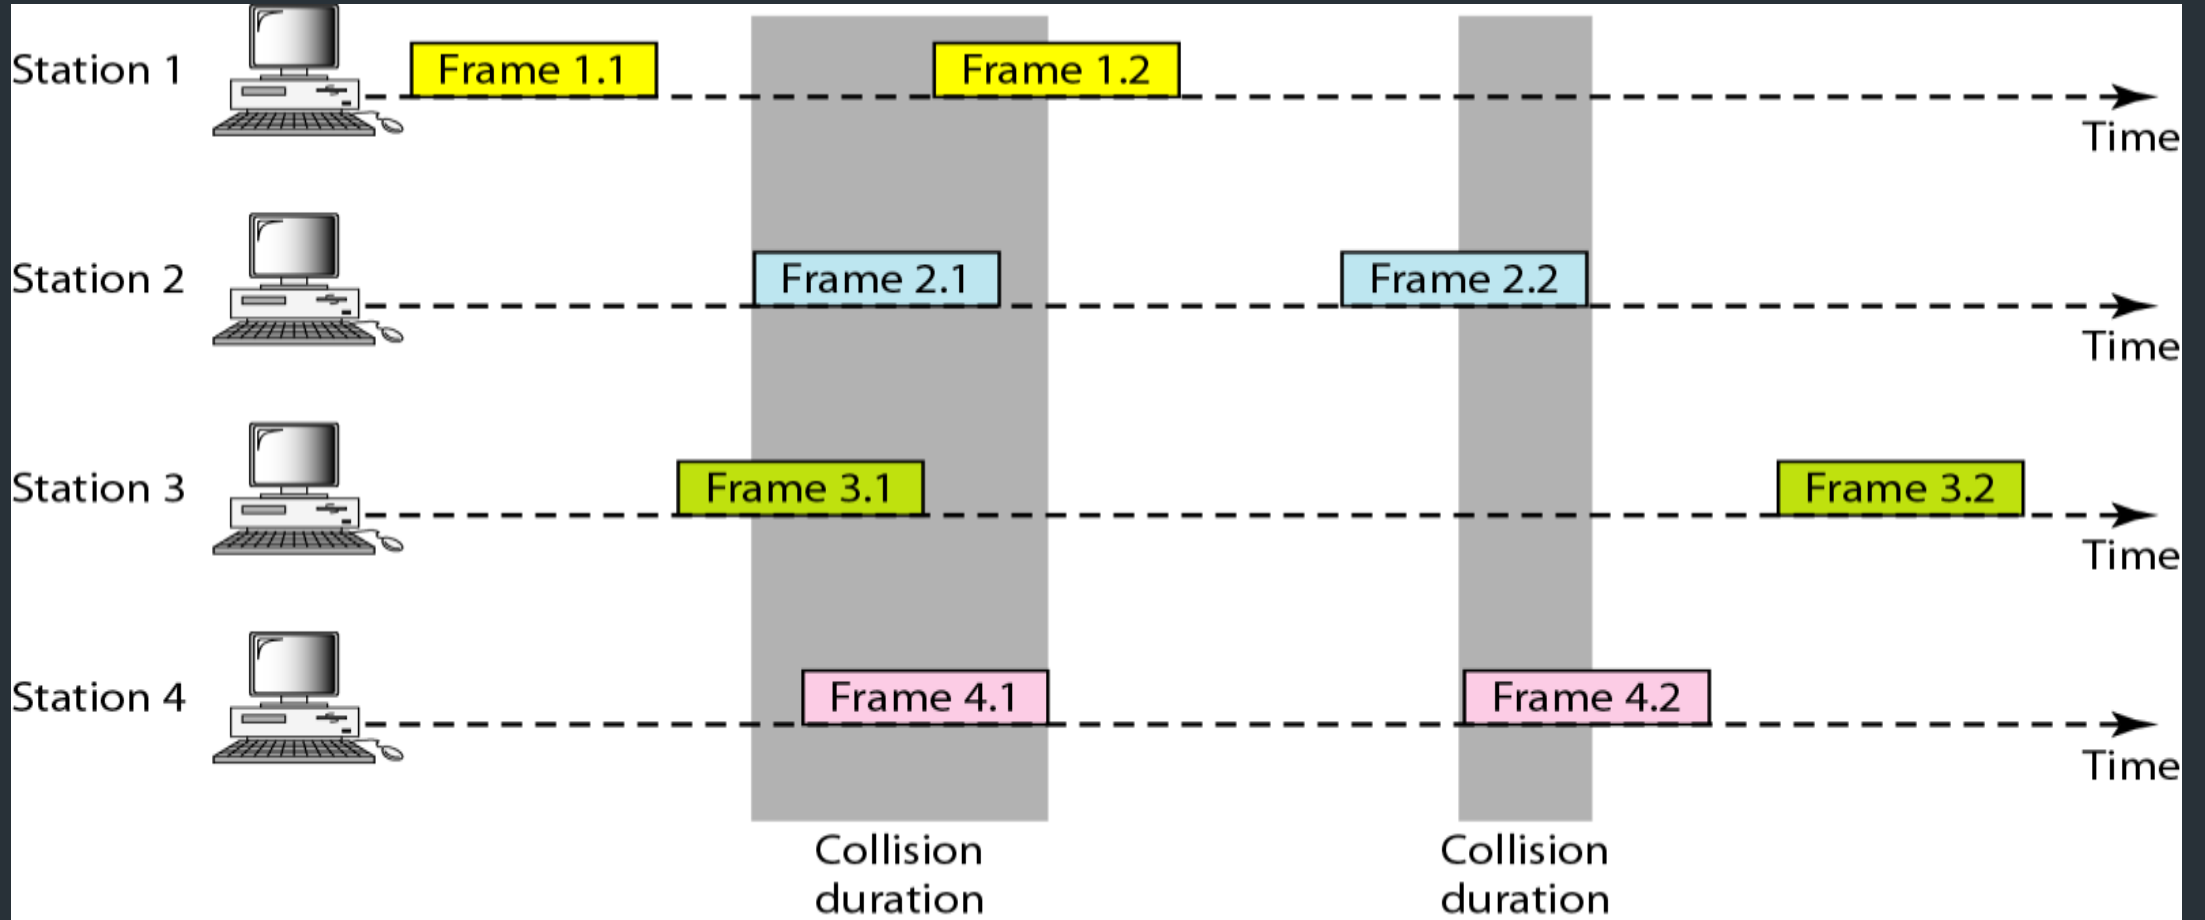 Station 1
Frame 1.1
Frame 1.2
Time
Station 2
Frame 2.1
Frame 2.2
Time
Station 3
Frame 3.1
Frame 3.2
Time
Station 4
Frame 4.1
Frame 4.2
Time
Collision
duration
Collision
duration